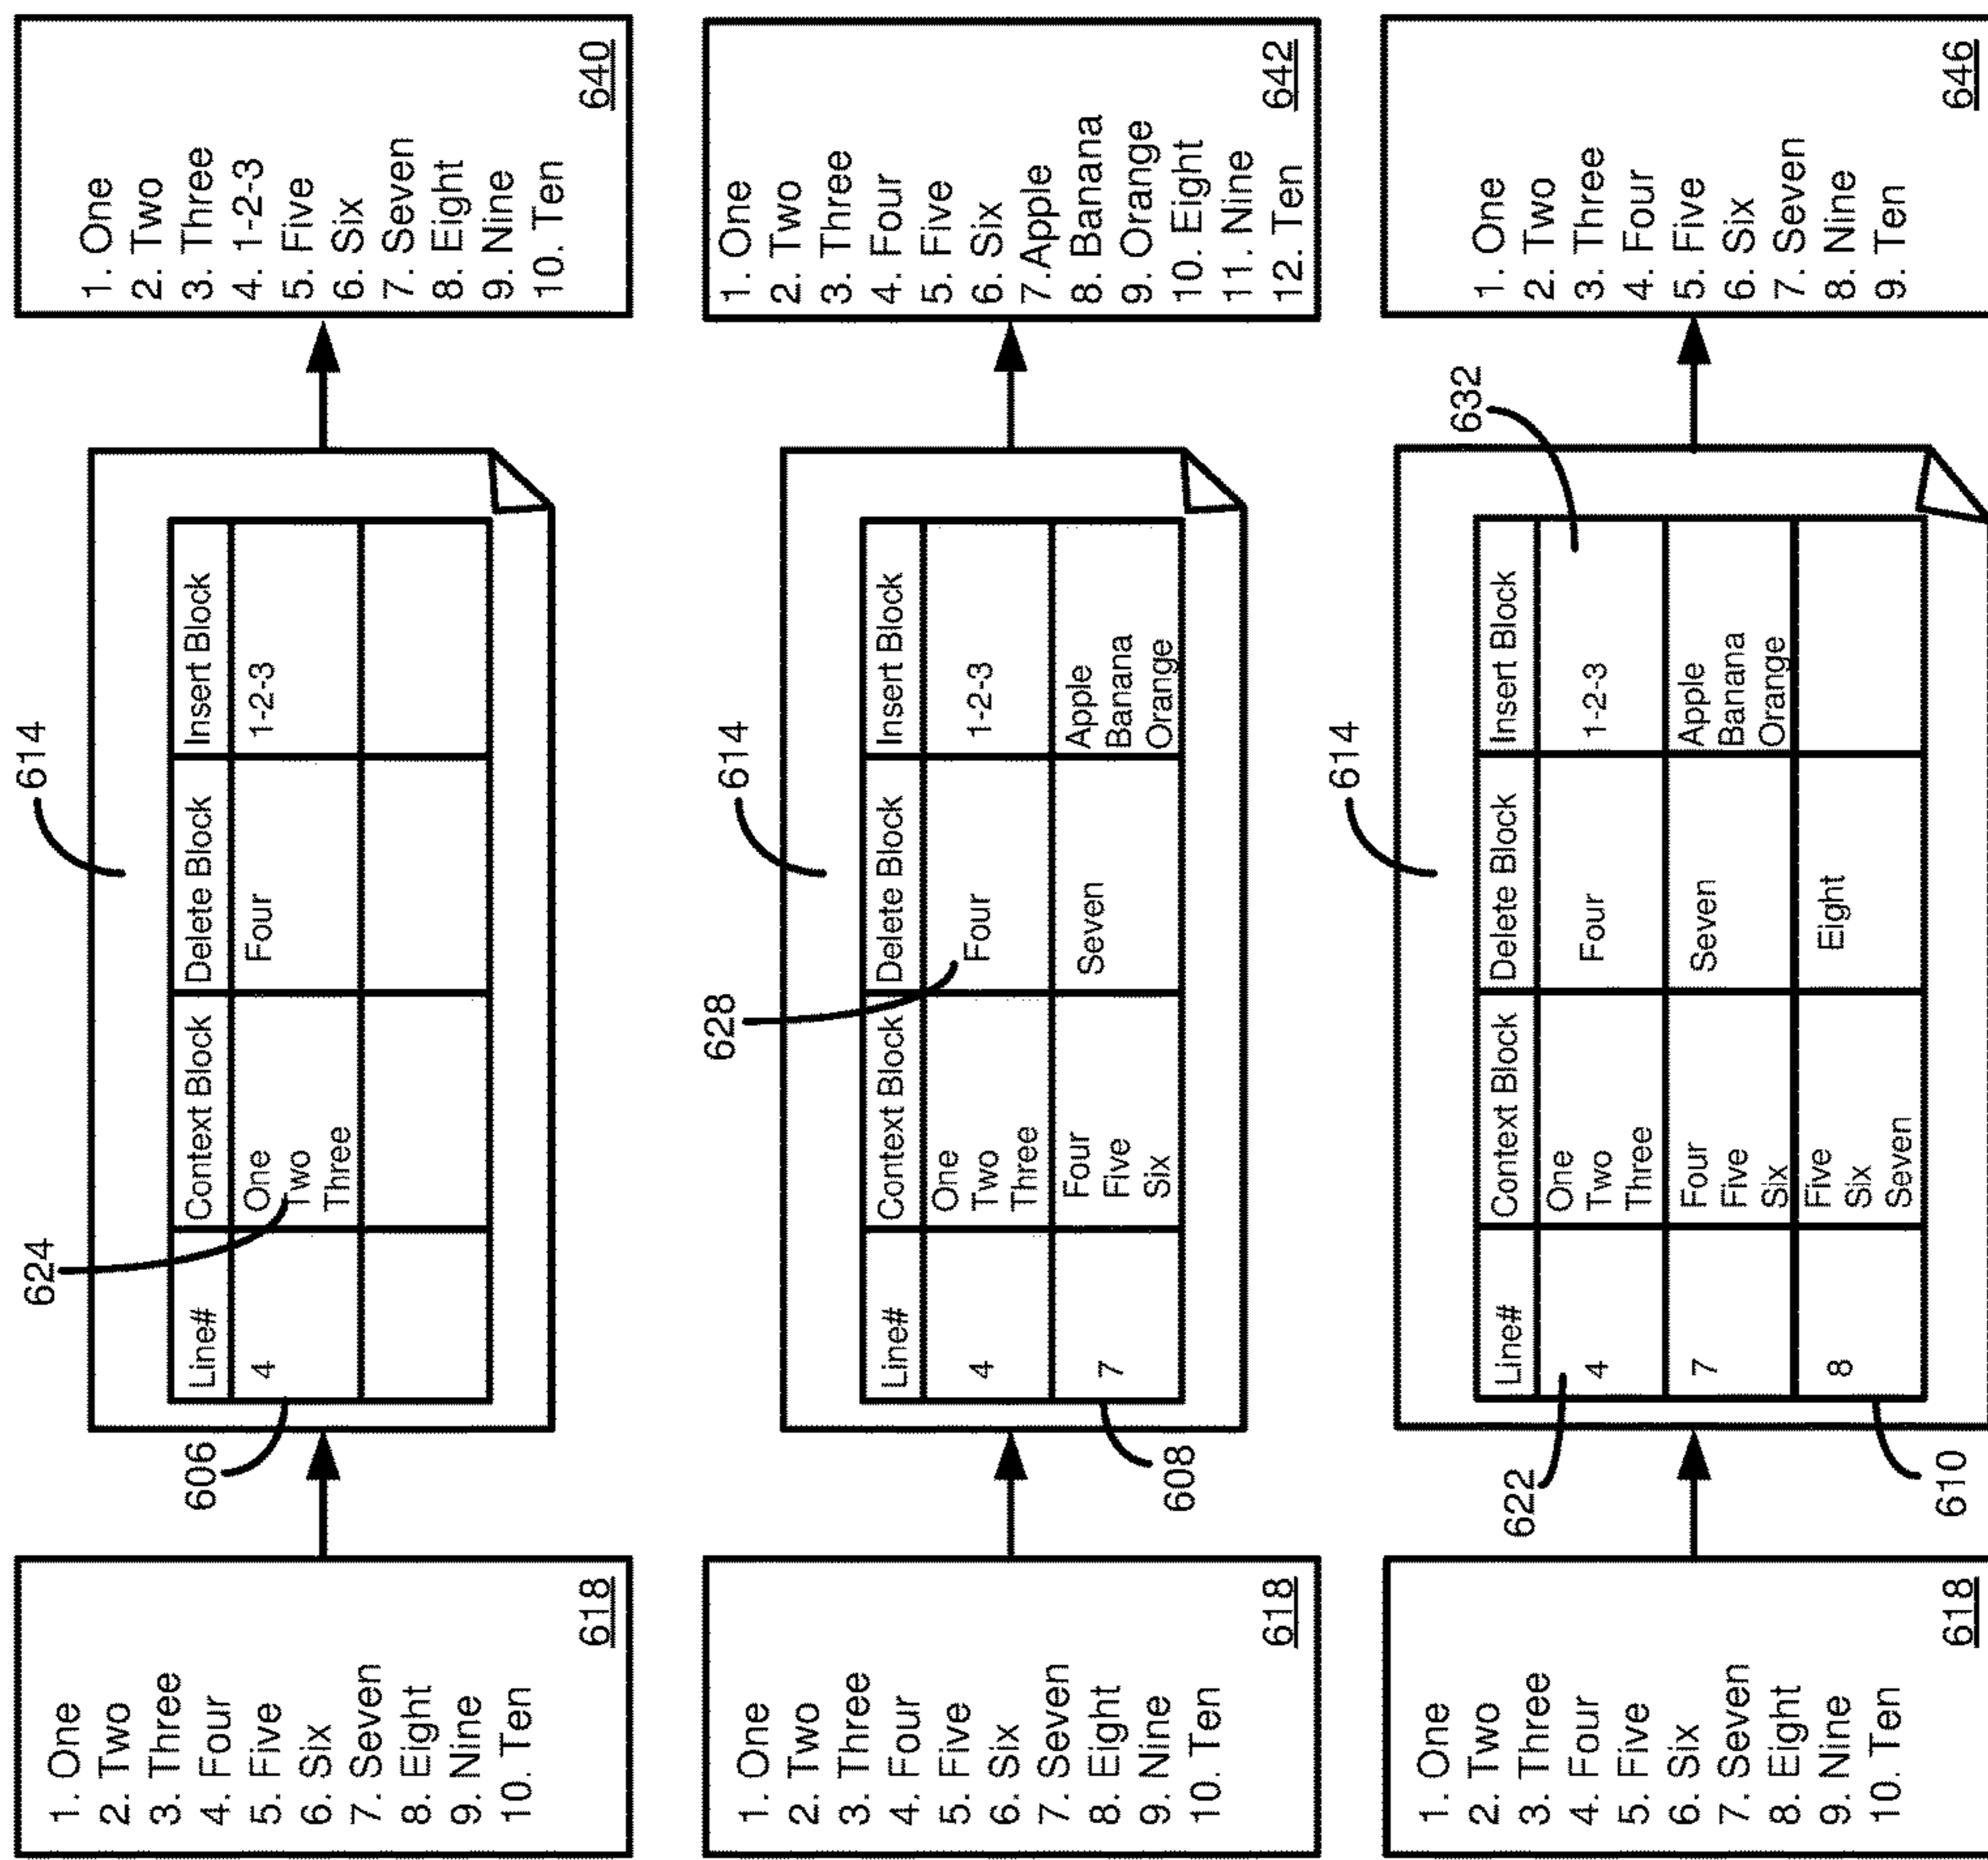 1. One
2. Two
3. Three
4. Four
5. Five
6. Six
7. Seven
8. Eight
9. Nine
10. Ten
618
606
624
614
Line# Context Block Delete Block Insert Block
4 One Four 1-2-3
Two
Three
1. One
2. Two
3. Three
4. 1-2-3
5. Five
6. Six
7. Seven
8. Eight
9. Nine
10. Ten
640
1. One
2. Two
3. Three
4. Four
5. Five
6. Six
7. Seven
8. Eight
9. Nine
10. Ten
618
608
628
614
Line# Context Block Delete Block Insert Block
One
4 Two Four 1-2-3
Three
Four Apple
7 Five Seven Banana
Six Orange
1. One
2. Two
3. Three
4. Four
5. Five
6. Six
7.Apple
8. Banana
9. Orange
10. Eight
11. Nine
12. Ten
642
1. One
2. Two
3. Three
4. Four
5. Five
6. Six
7. Seven
8. Eight
9. Nine
10. Ten
618
622
610
614
632
Line# Context Block Delete Block Insert Block
One
4 Two Four 1-2-3
Three
Four Apple
7 Five Seven Banana
Six Orange
Five
8 Six Eight
Seven
1. One
2. Two
3. Three
4. Four
5. Five
6. Six
7. Seven
8. Nine
9. Ten
646